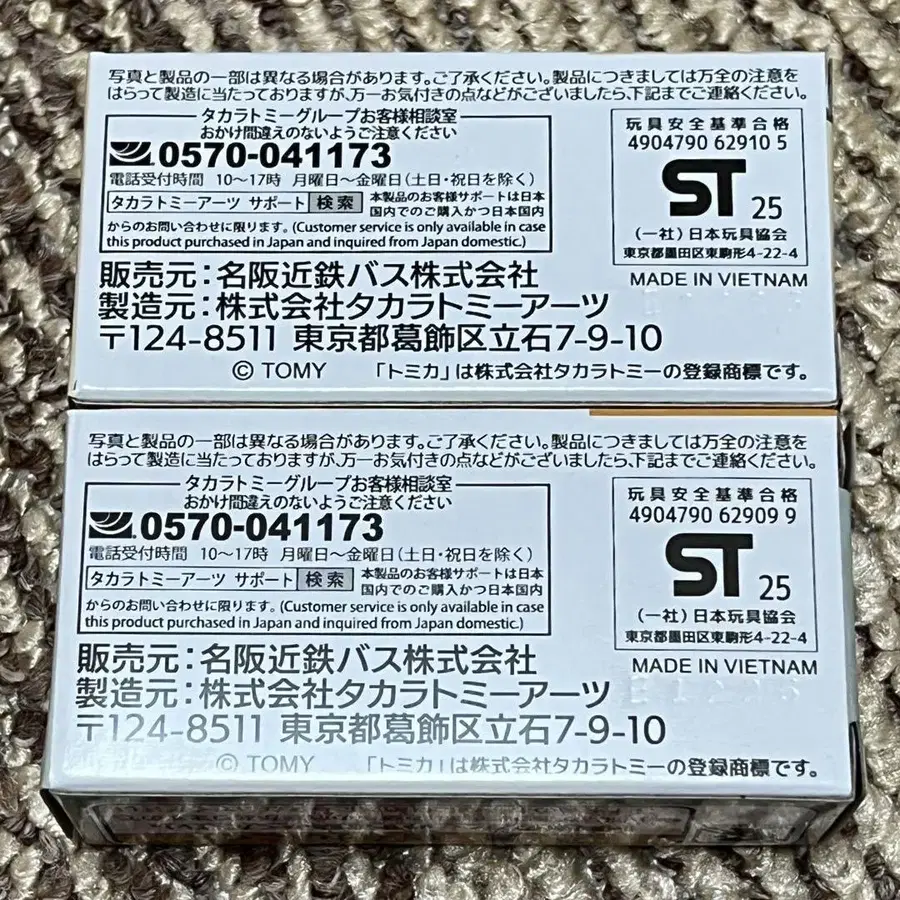 写真と製品の一部は異なる場合があります。ご了承ください。製品につきましては万全の注意を
はらって製造に当たっておりますが、万一お気付きの点などがございましたら、下記までご連絡ください。
タカラトミーグループお客様相談室
おかけ間違えのないようご注意ください
0570-041173
電話受付時間 10〜17時 月曜日〜金曜日(土日・祝日を除く)
タカラトミーアーツ サポート 検索
本製品のお客様サポートは日本
国内でのご購入かつ日本国内
からのお問い合わせに限ります。(Customer service is only available in case
this product purchased in Japan and inquired from Japan domestic.)
玩具安全基準合格
4904790 62910 5
ST 25
(一社)日本玩具協会
東京都墨田区東駒形4-22-4
MADE IN VIETNAM
販売元:名阪近鉄バス株式会社
製造元:株式会社タカラトミーアーツ
〒124-8511 東京都葛飾区立石7-9-10
© TOMY 「トミカ」は株式会社タカラトミーの登録商標です。
写真と製品の一部は異なる場合があります。ご了承ください。製品につきましては万全の注意を
はらって製造に当たっておりますが、万一お気付きの点などがございましたら、下記までご連絡ください。
タカラトミーグループお客様相談室
おかけ間違えのないようご注意ください
0570-041173
電話受付時間 10〜17時 月曜日〜金曜日(土日・祝日を除く)
タカラトミーアーツ サポート 検索
本製品のお客様サポートは日本
国内でのご購入かつ日本国内
からのお問い合わせに限ります。(Customer service is only available in case
this product purchased in Japan and inquired from Japan domestic.)
玩具安全基準合格
4904790 62909 9
ST 25
(一社)日本玩具協会
東京都墨田区東駒形4-22-4
MADE IN VIETNAM
販売元:名阪近鉄バス株式会社
製造元:株式会社タカラトミーアーツ
〒124-8511 東京都葛飾区立石7-9-10
© TOMY 「トミカ」は株式会社タカラトミーの登録商標です。